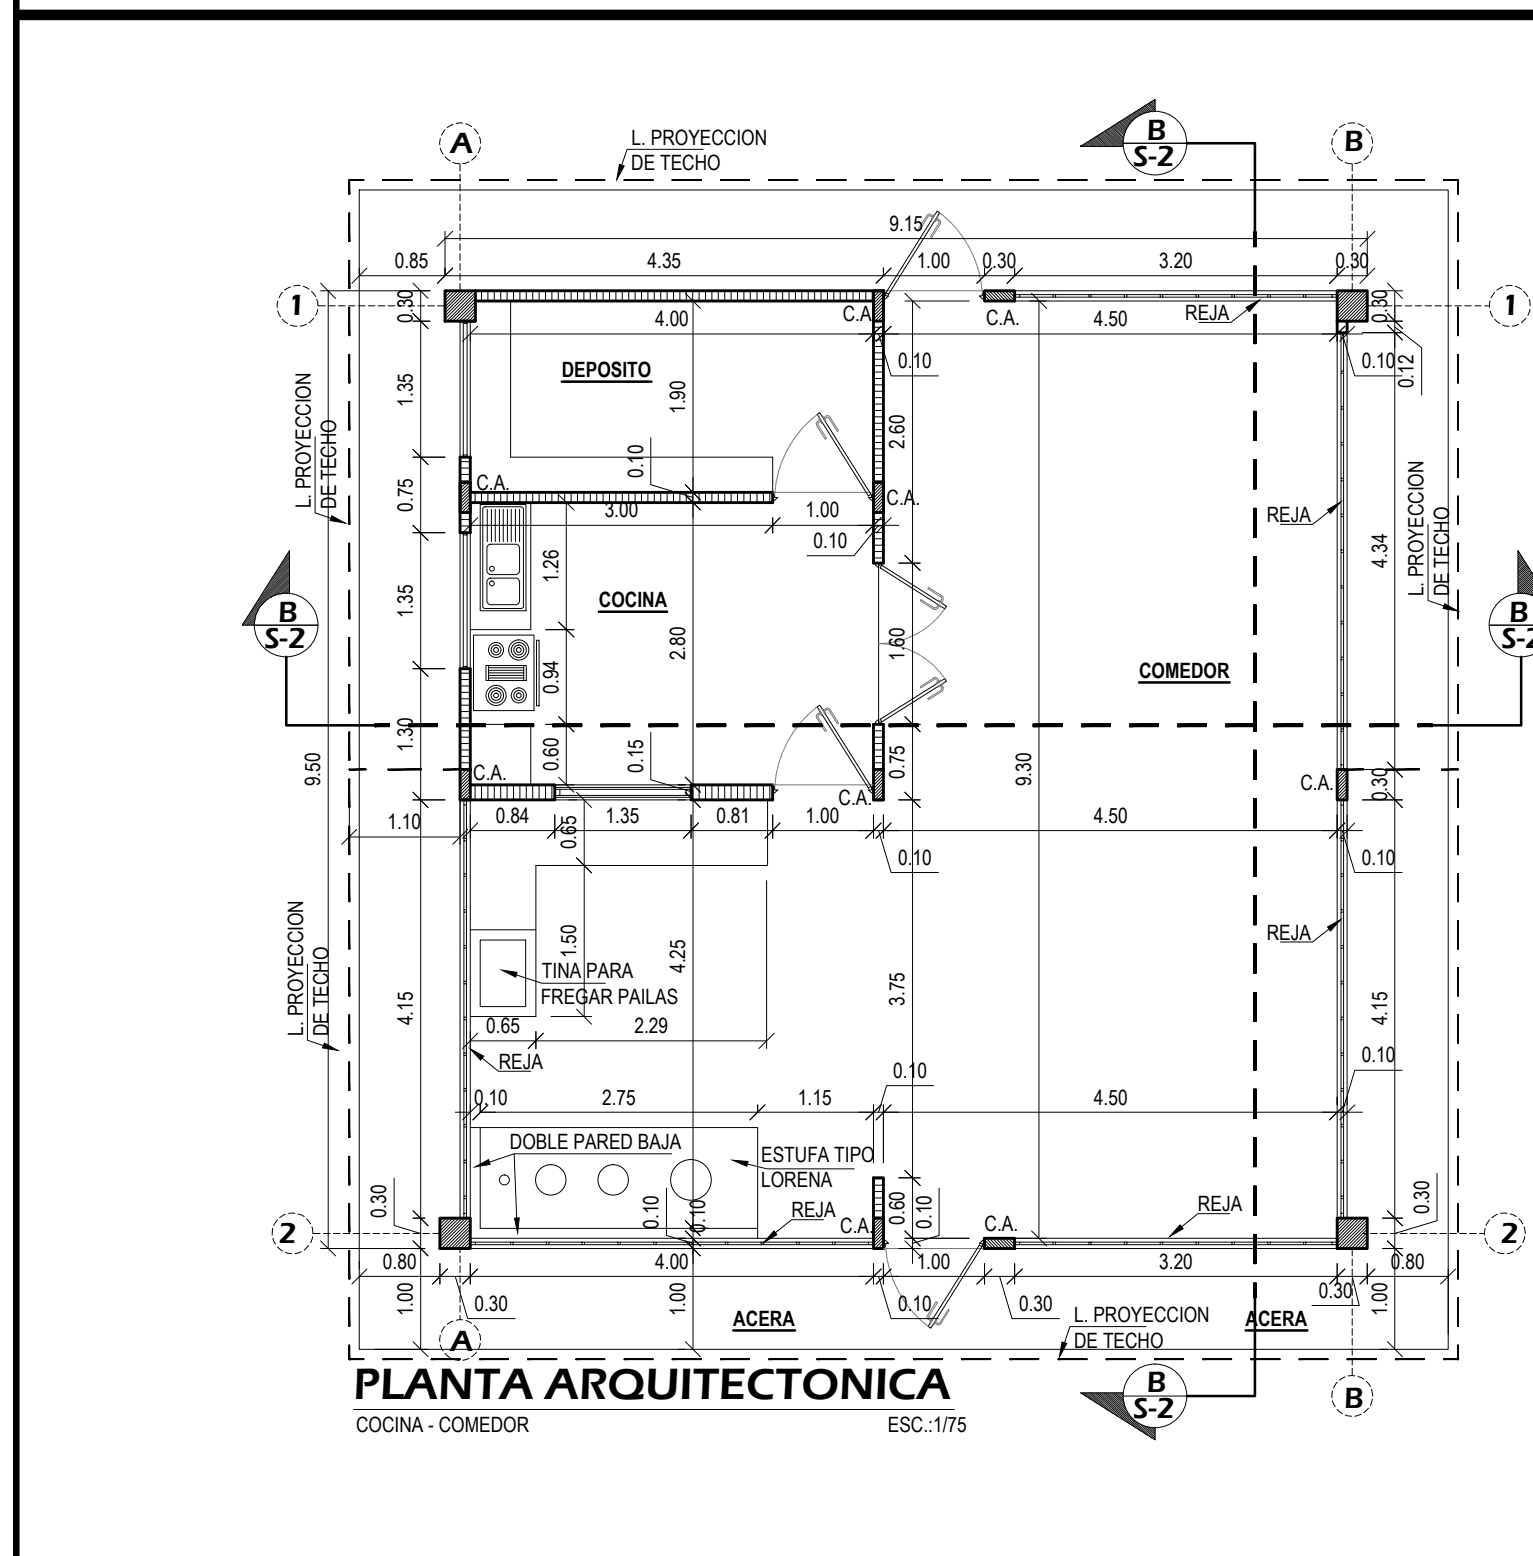 A
L. PROYECCION
DE TECHO
B
S-2
B
9.15
0.85
4.35
1.00
0.30
3.20
0.30
1
0.30
C.A.
C.A.
REJA
0.30
1
4.00
4.50
0.10
0.10
0.12
DEPOSITO
1.35
1.90
2.60
L. PROYECCION
DE TECHO
0.10
0.75
C.A.
C.A.
3.00
1.00
0.10
REJA
L. PROYECCION
DE TECHO
4.34
1.26
1.35
COCINA
B
S-2
B
S-2
2.80
1.60
0.94
COMEDOR
1.30
0.60
0.15
0.75
9.30
9.50
C.A.
C.A.
C.A.
0.30
1.10
0.84
1.35
0.81
1.00
4.50
0.65
0.10
0.10
L. PROYECCION
DE TECHO
1.50
4.25
REJA
TINA PARA
FREGAR PAILAS
3.75
4.15
4.15
0.65
2.29
REJA
0.10
0.10
0.10
2.75
1.15
4.50
DOBLE PARED BAJA
ESTUFA TIPO
LORENA
0.30
0.10
0.10
REJA
C.A.
0.60
0.10
C.A.
REJA
0.30
2
2
0.80
4.00
1.00
3.20
0.80
1.00
0.30
1.00
0.10
0.30
0.30
1.00
ACERA
L. PROYECCION
DE TECHO
ACERA
A
B
S-2
B
PLANTA ARQUITECTONICA
COCINA - COMEDOR
ESC.:1/75